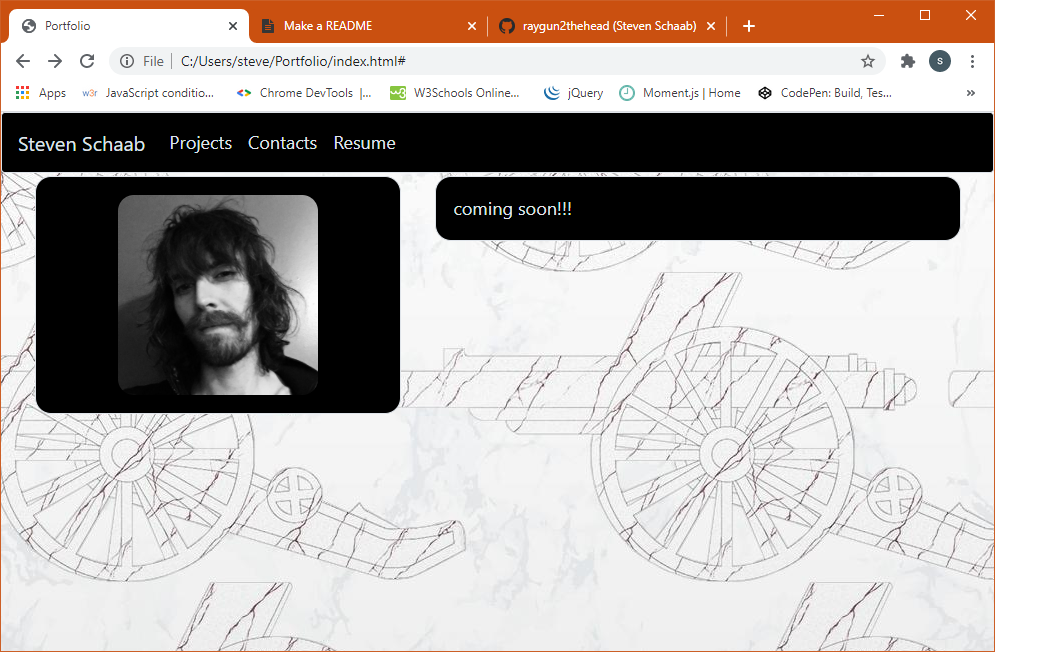 Portfolio
Make a README
raygun2thehead (Steven Schaab)
File
C:/Users/steve/Portfolio/index.html#
S
Apps
w3r
JavaScript conditio...
Chrome DevTools |...
w3
W3Schools Online...
jQuery
Moment.js | Home
CodePen: Build, Tes...
»
Steven Schaab
Projects
Contacts
Resume
coming soon!!!